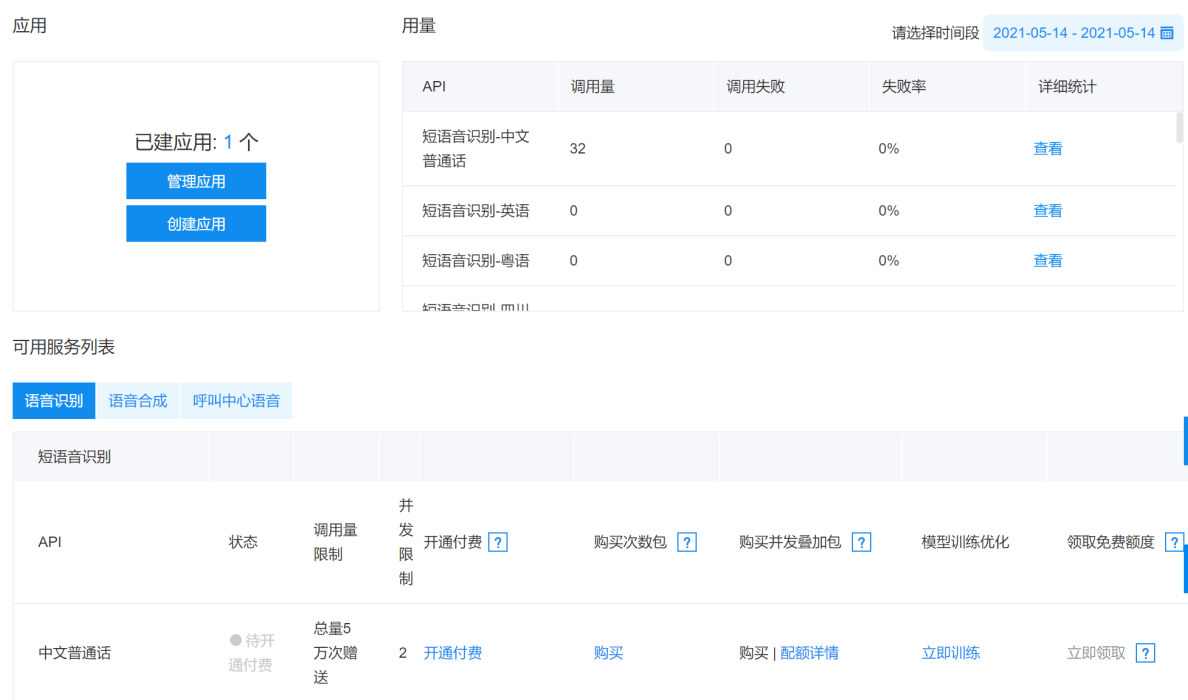 应用
用量
请选择时间段 2021-05-14 - 2021-05-14
已建应用: 1 个
管理应用
创建应用
API 调用量 调用失败 失败率 详细统计
短语音识别-中文
普通话
32 0 0% 查看
短语音识别-英语 0 0 0% 查看
短语音识别-粤语 0 0 0% 查看
短语音识别-四川
可用服务列表
语音识别 语音合成 呼叫中心语音
短语音识别
API
状态
调用量
限制
并
发
限
制
开通付费 ?
购买次数包 ?
购买并发叠加包 ?
模型训练优化
领取免费额度 ?
中文普通话
待开
通付费
总量5
万次赠
送
2
开通付费
购买
购买 | 配额详情
立即训练
立即领取 ?